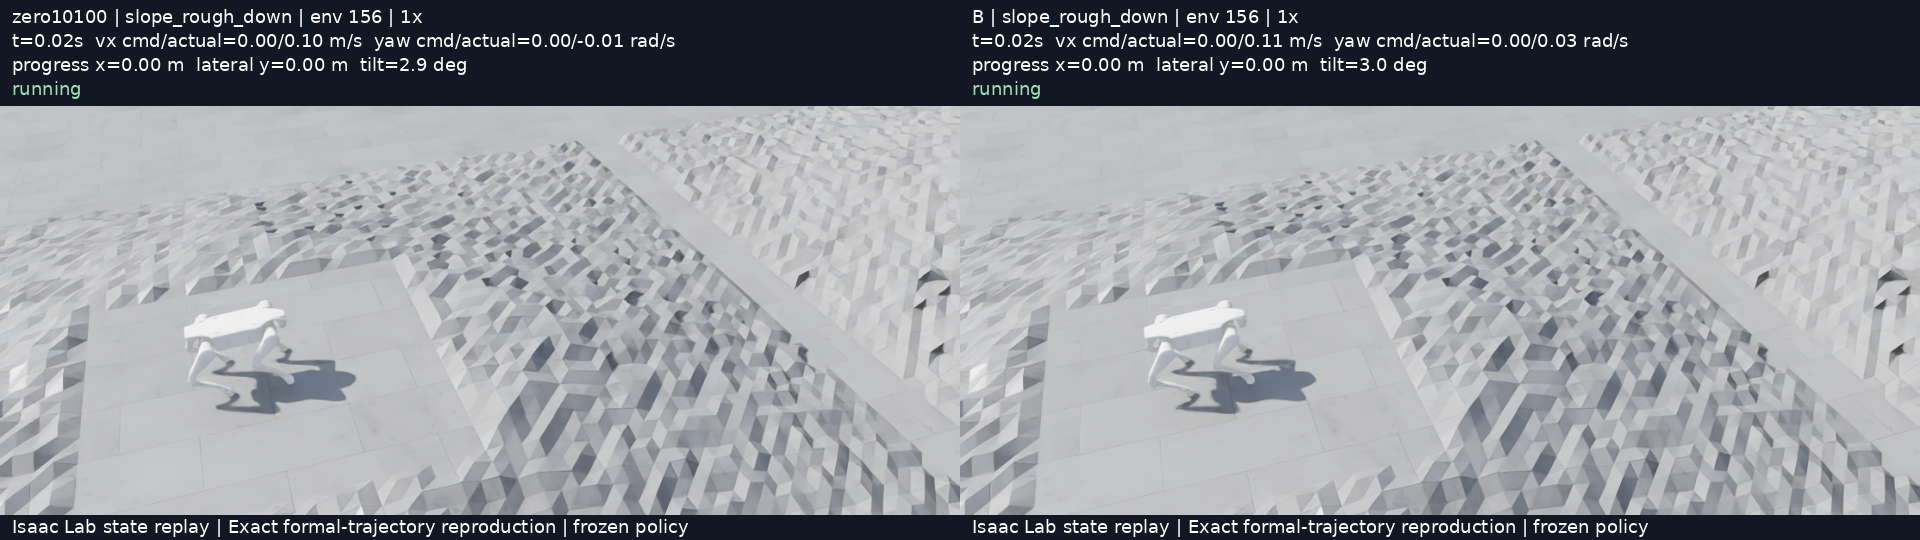 zero10100 | slope_rough_down | env 156 | 1x
t=0.02s  vx cmd/actual=0.00/0.10 m/s  yaw cmd/actual=0.00/-0.01 rad/s
progress x=0.00 m  lateral y=0.00 m  tilt=2.9 deg
running
Isaac Lab state replay | Exact formal-trajectory reproduction | frozen policy
B | slope_rough_down | env 156 | 1x
t=0.02s  vx cmd/actual=0.00/0.11 m/s  yaw cmd/actual=0.00/0.03 rad/s
progress x=0.00 m  lateral y=0.00 m  tilt=3.0 deg
running
Isaac Lab state replay | Exact formal-trajectory reproduction | frozen policy